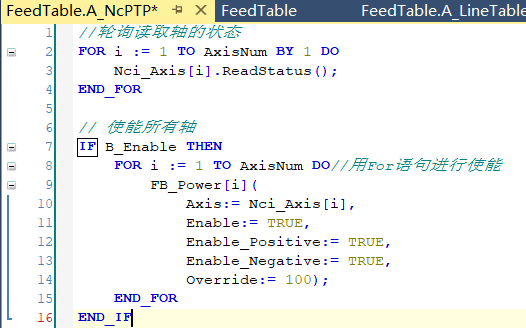 FeedTable.A_NcPTP* FeedTable FeedTable.A_LineTable
1 //轮询读取轴的状态
2 FOR i := 1 TO AxisNum BY 1 DO
3 Nci_Axis[i].ReadStatus();
4 END_FOR
5
6 // 使能所有轴
7 IF B_Enable THEN
8 FOR i := 1 TO AxisNum DO//用For语句进行使能
9 FB_Power[i](
10 Axis:= Nci_Axis[i],
11 Enable:= TRUE,
12 Enable_Positive:= TRUE,
13 Enable_Negative:= TRUE,
14 Override:= 100);
15 END_FOR
16 END_IF